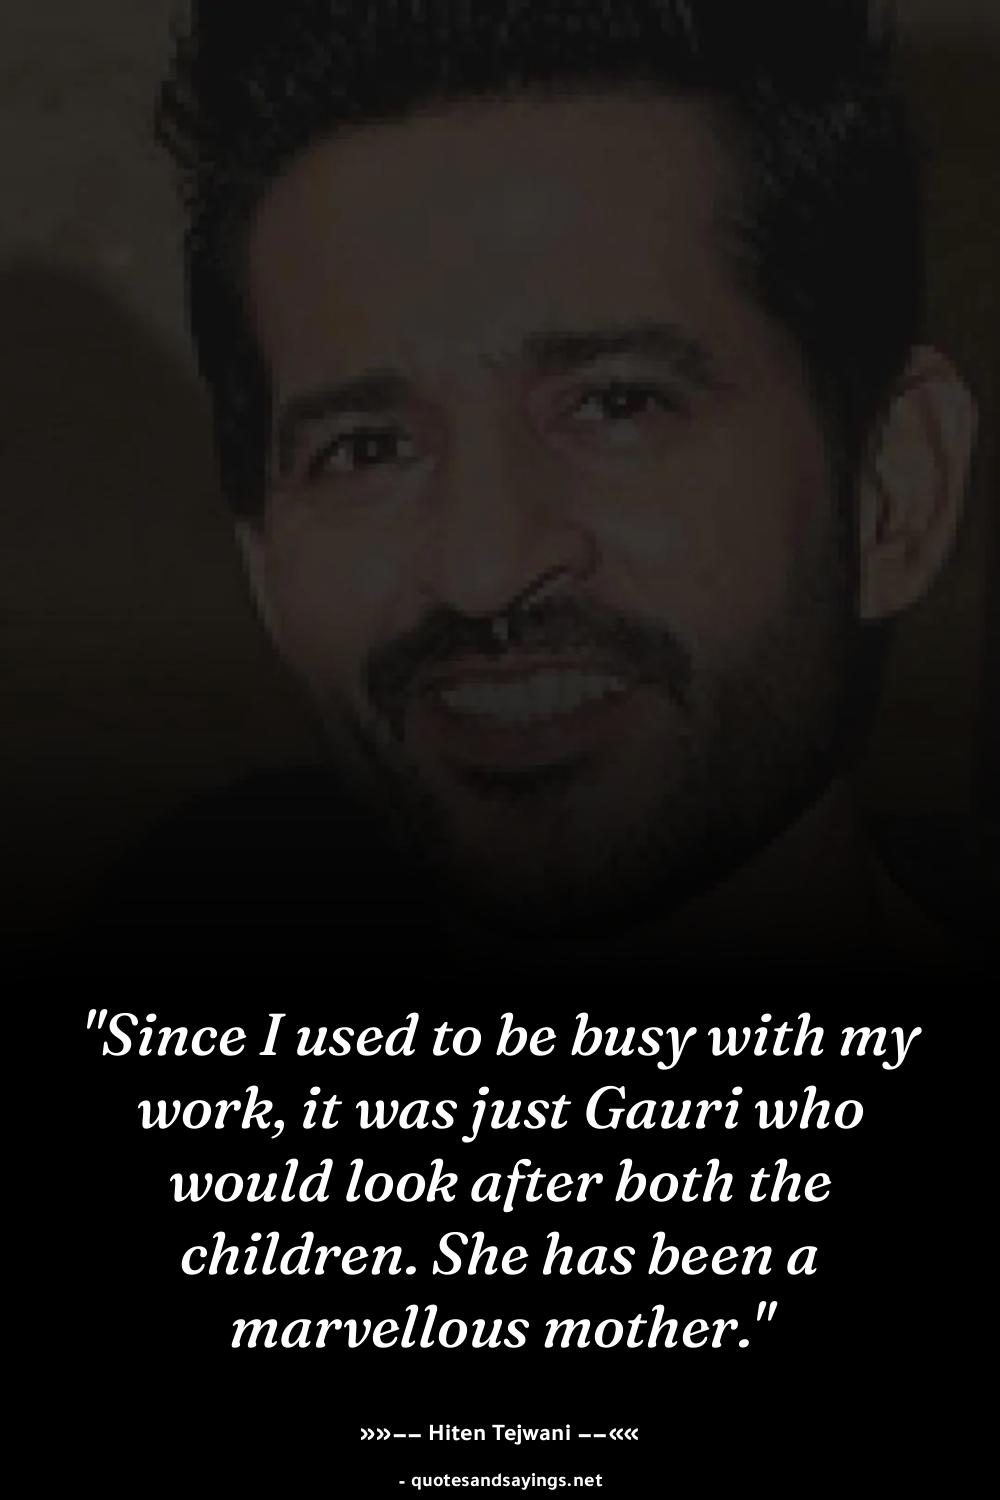 "Since I used to be busy with my
work, it was just Gauri who
would look after both the
children. She has been a
marvellous mother."
»»–– Hiten Tejwani ––««
- quotesandsayings.net